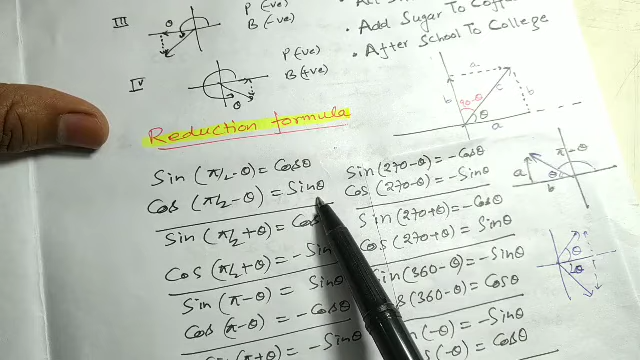 III
θ
P (-ve)
B (-ve)
• Add Sugar To Coffee
• After School To College
IV
P (-ve)
B (+ve)
θ
Reduction formula
a
b
c
b
90-θ
θ
a
Sin (π/2 - θ) = Cosθ
Cos (π/2 - θ) = Sinθ
Sin (π/2 + θ) = Cos
Cos (π/2 + θ) = - Sin
Sin (π - θ) = Sinθ
Cos (π - θ) = - Cosθ
= - Sinθ
Sin (270 - θ) = - Cosθ
Cos (270 - θ) = - Sinθ
Sin (270 + θ) = - Cosθ
Cos (270 + θ) = Sinθ
Sin (360 - θ) = - Sinθ
(360 - θ) = Cosθ
(-θ) = - Sinθ
(-θ) = Cosθ
π - θ
a
θ
b
θ